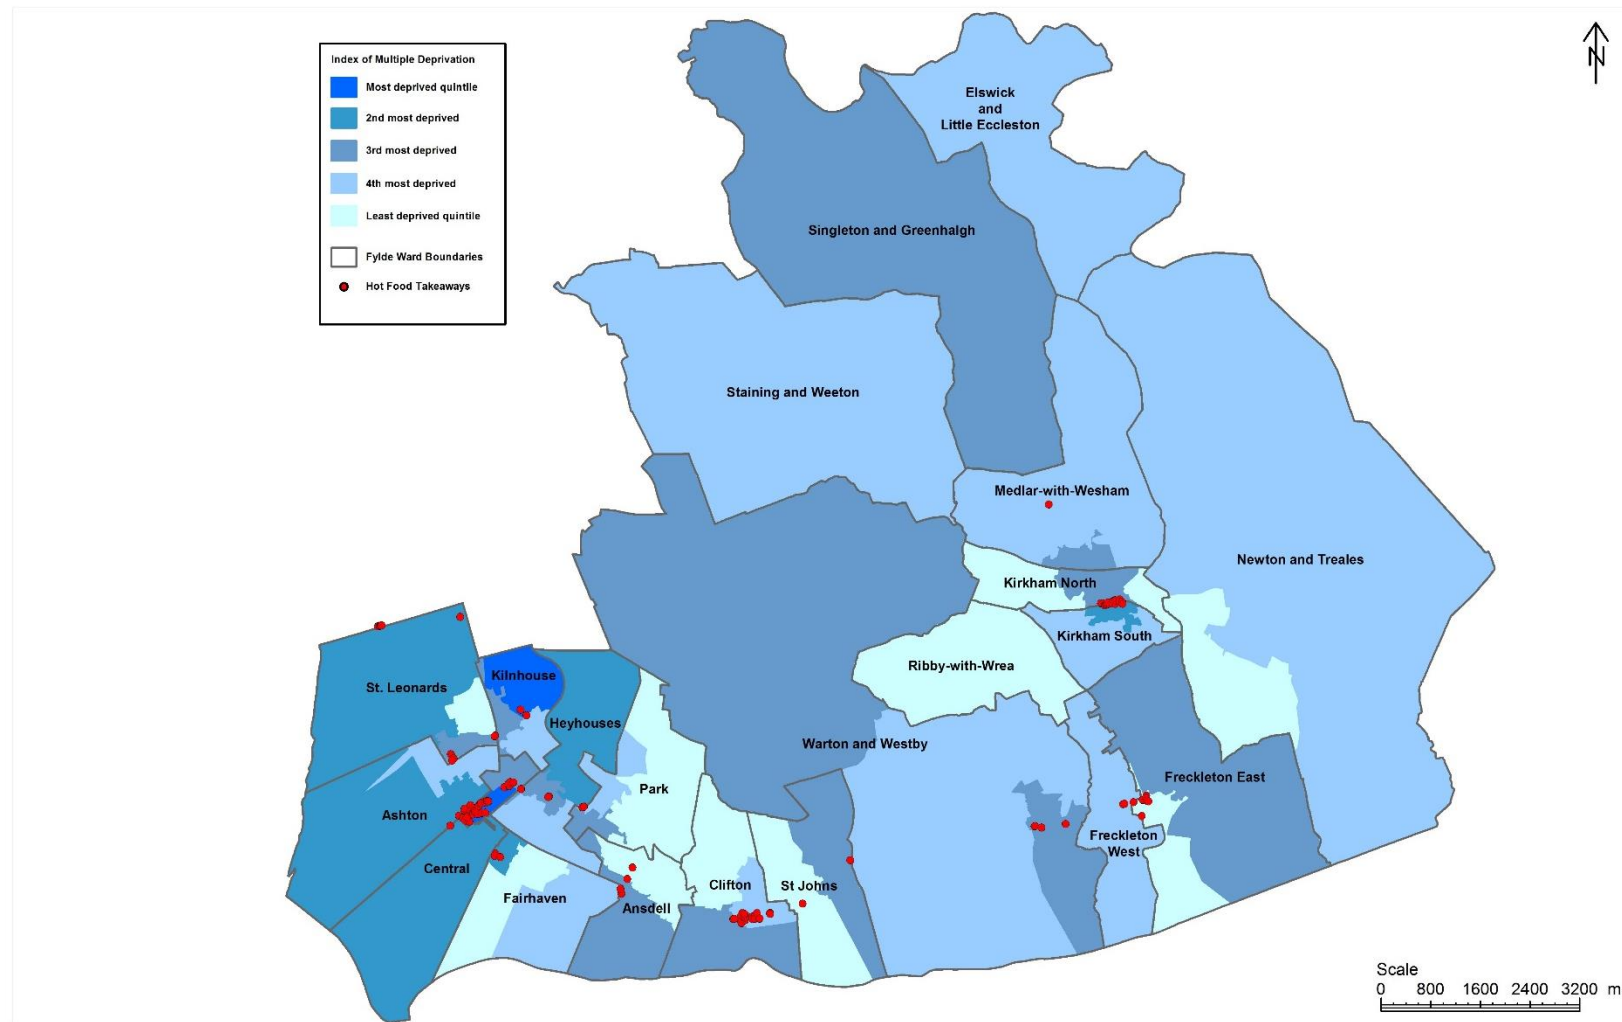 Index of Multiple Deprivation
Most deprived quintile
2nd most deprived
3rd most deprived
4th most deprived
Least deprived quintile
Fylde Ward Boundaries
Hot Food Takeaways
N
Elswick
and
Little Eccleston
Singleton and Greenhalgh
Staining and Weeton
Medlar-with-Wesham
Newton and Treales
Kirkham North
Kirkham South
Ribby-with-Wrea
St. Leonards
Kilnhouse
Heyhouses
Warton and Westby
Freckleton East
Park
Ashton
Freckleton
West
Central
Clifton
St Johns
Fairhaven
Ansdell
Scale
0 800 1600 2400 3200 m